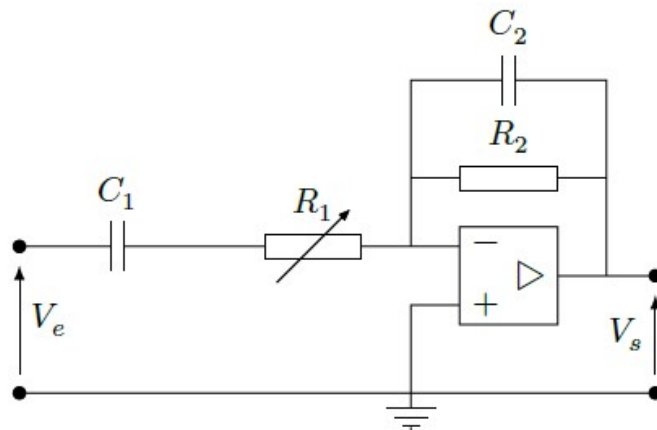 C₂
R₂
C₁
R₁
−
+
Vₑ
Vₛ